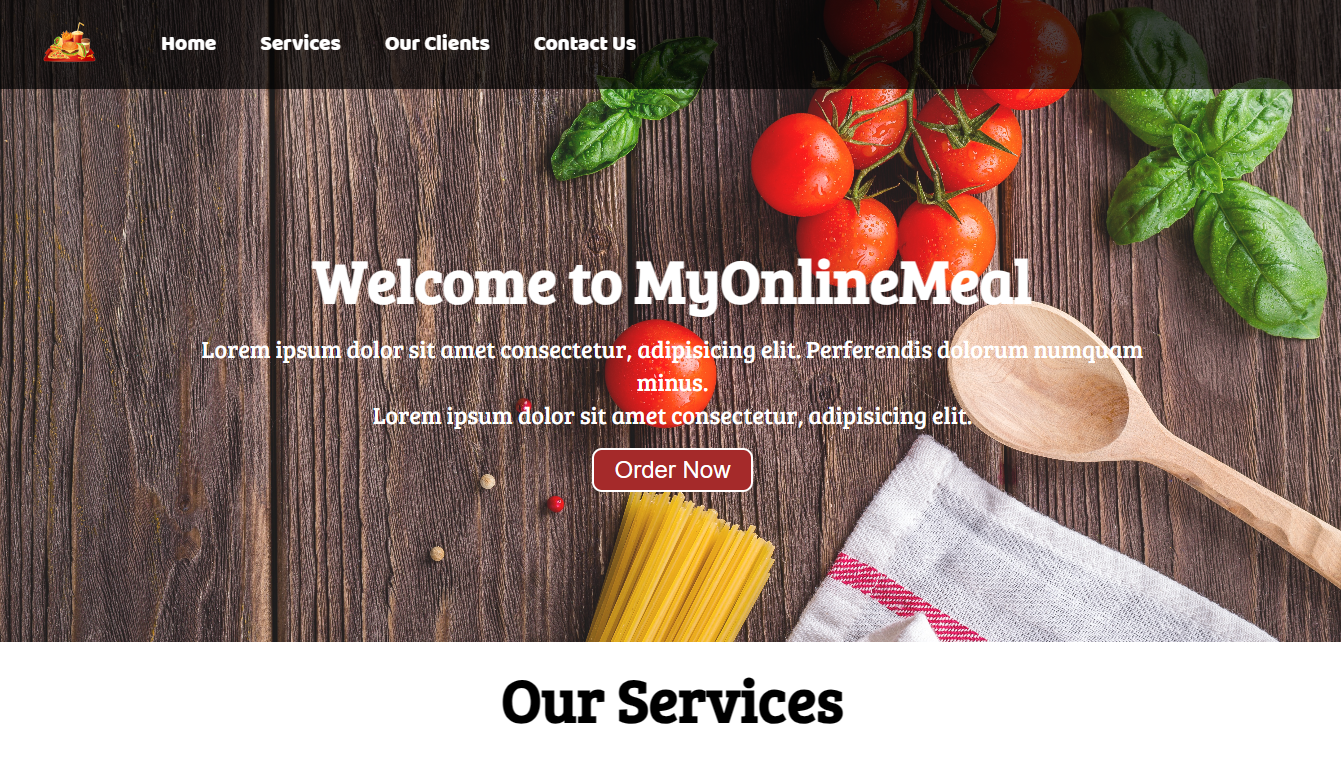 Home Services Our Clients Contact Us
Welcome to MyOnlineMeal
Lorem ipsum dolor sit amet consectetur, adipisicing elit. Perferendis dolorum numquam
minus.
Lorem ipsum dolor sit amet consectetur, adipisicing elit.
Order Now
Our Services